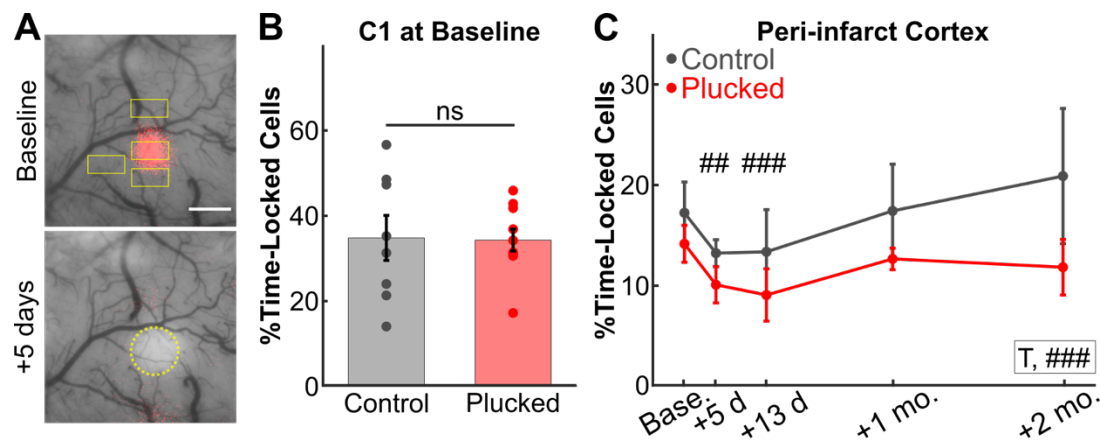 A
Baseline
+5 days
B
C1 at Baseline
%Time-Locked Cells
60
40
20
0
ns
Control
Plucked
C
Peri-infarct Cortex
%Time-Locked Cells
30
20
10
0
Control
Plucked
## ###
T, ###
Base.
+5 d
+13 d
+1 mo.
+2 mo.